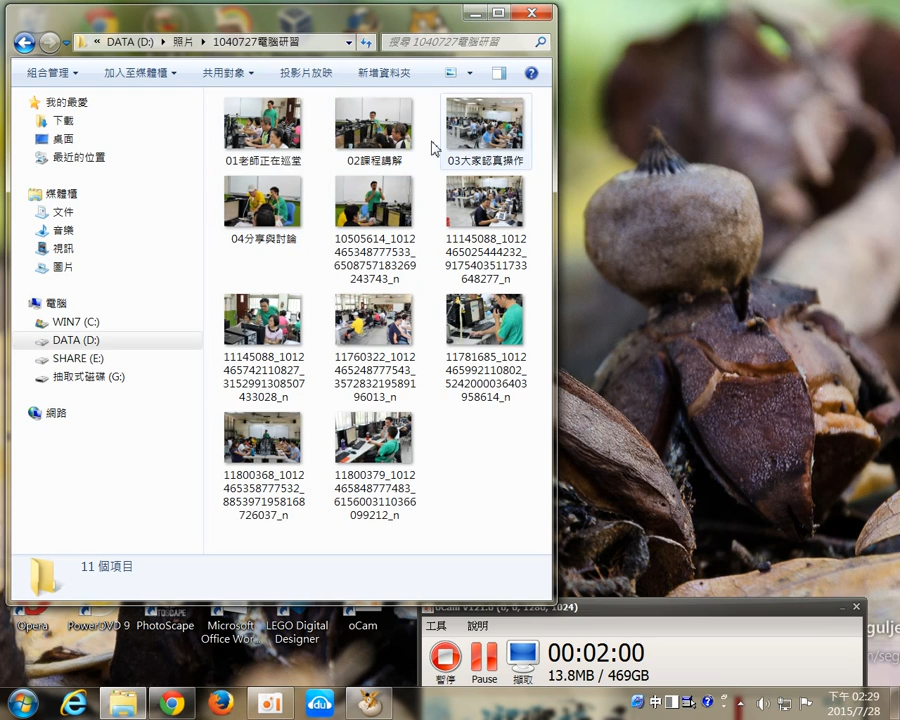 DATA (D:) 照片 1040727電腦研習
搜尋 1040727電腦研習
組合管理 加入至媒體櫃 共用對象 投影片放映 新增資料夾
我的最愛
下載
桌面
最近的位置
媒體櫃
文件
音樂
視訊
圖片
電腦
WIN7 (C:)
DATA (D:)
SHARE (E:)
抽取式磁碟 (G:)
網路
01老師正在巡堂
02課程講解
03大家認真操作
04分享與討論
10505614_1012
465348777533_
6508757183269
243743_n
11145088_1012
465025444232_
9175403511733
648277_n
11145088_1012
465742110827_
3152991308507
433028_n
11760322_1012
465248777543_
3572832195891
96013_n
11781685_1012
465992110802_
5242000036403
958614_n
11800368_1012
465358777532_
8853971958168
726037_n
11800379_1012
465848777483_
6156003110366
099212_n
11 個項目
Opera
PowerDVD 9
PhotoScape
Microsoft
Office Wor...
LEGO Digital
Designer
oCam
oCam v121.0 (0, 0, 1280, 1024)
工具 說明
暫停
Pause
擷取
00:02:00
13.8MB / 469GB
中
下午 02:29
2015/7/28